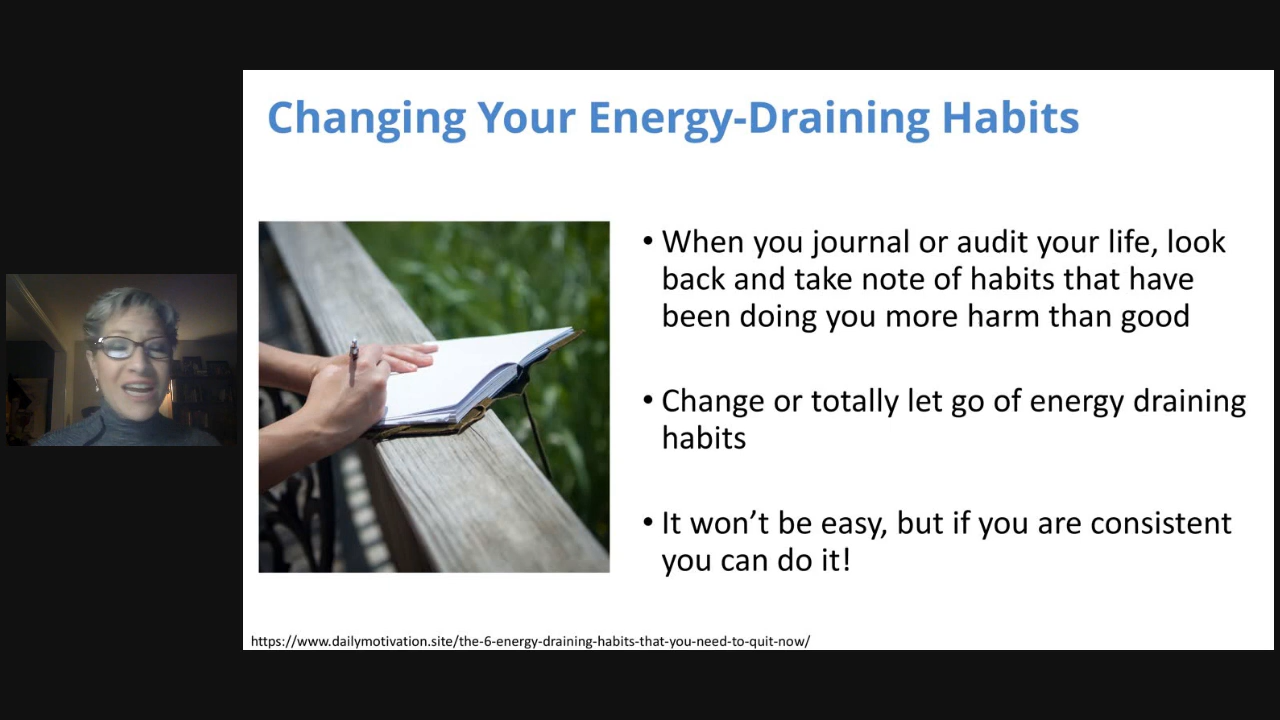 Changing Your Energy-Draining Habits
• When you journal or audit your life, look
back and take note of habits that have
been doing you more harm than good
• Change or totally let go of energy draining
habits
• It won’t be easy, but if you are consistent
you can do it!
https://www.dailymotivation.site/the-6-energy-draining-habits-that-you-need-to-quit-now/